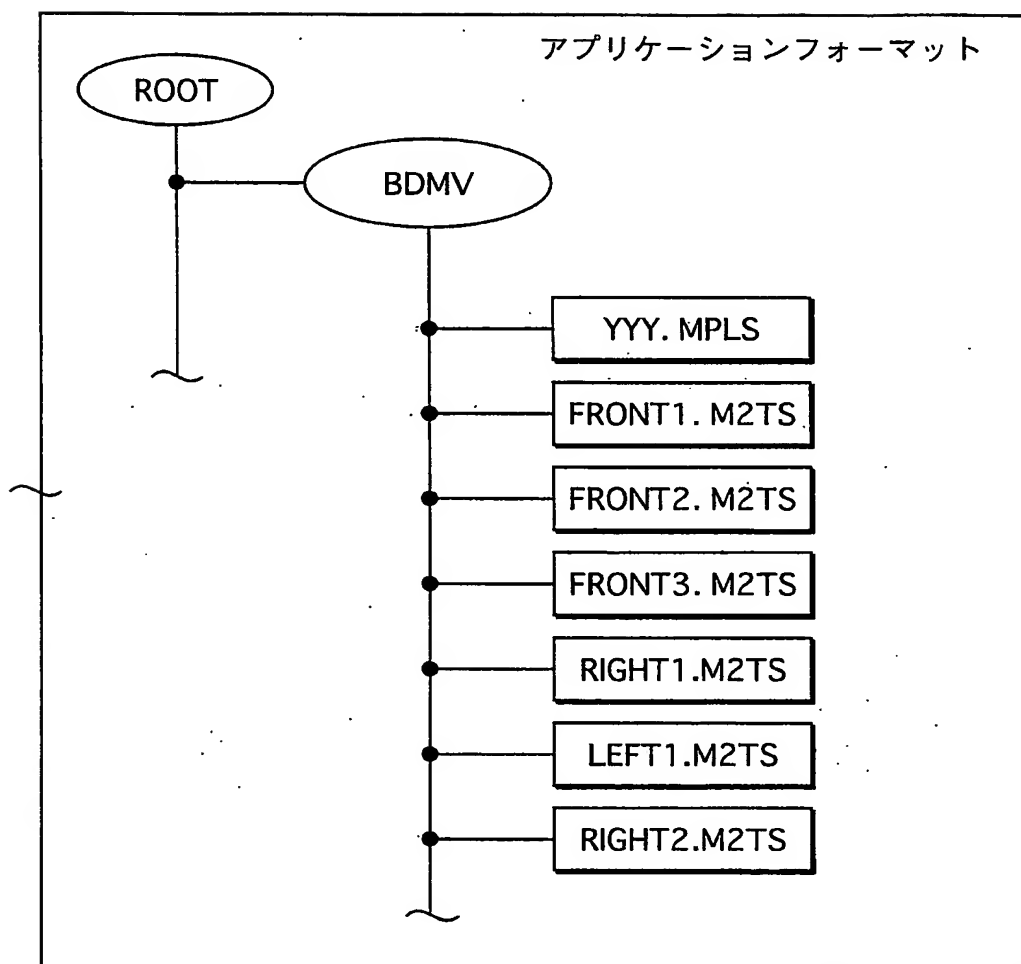 アプリケーションフォーマット
ROOT
BDMV
YYY. MPLS
FRONT1. M2TS
FRONT2. M2TS
FRONT3. M2TS
RIGHT1.M2TS
LEFT1.M2TS
RIGHT2.M2TS